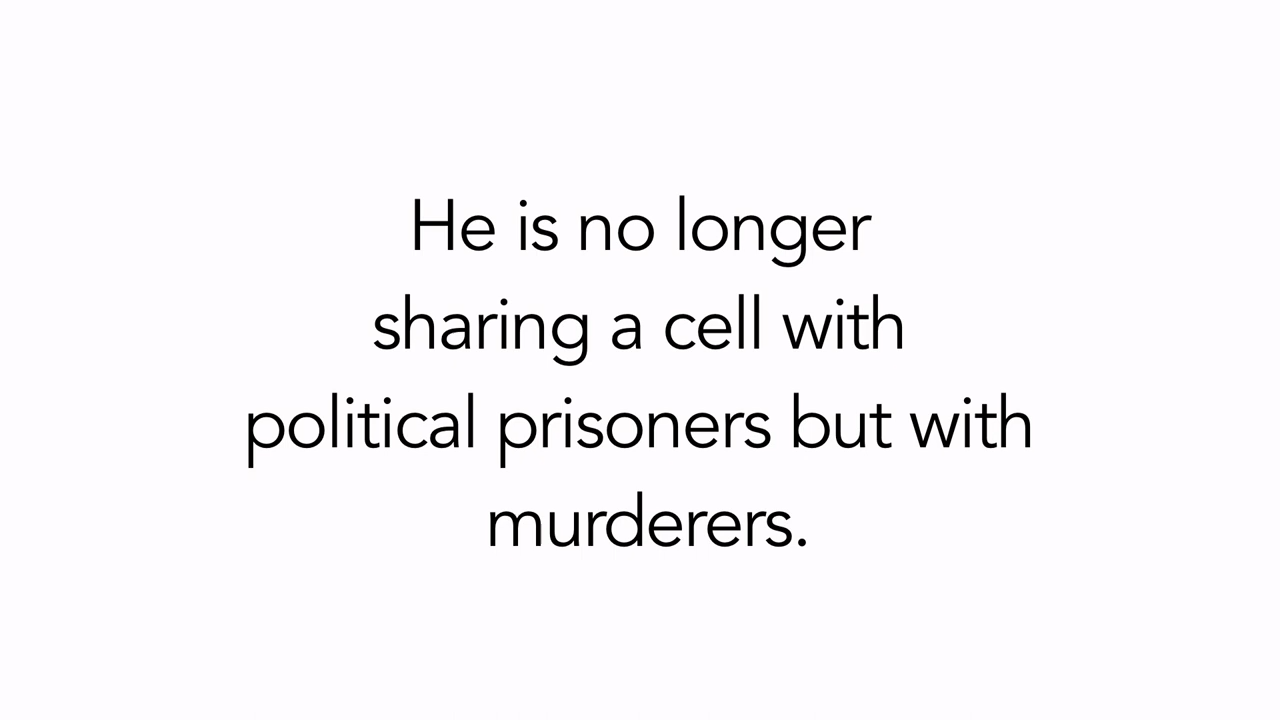 He is no longer
sharing a cell with
political prisoners but with
murderers.